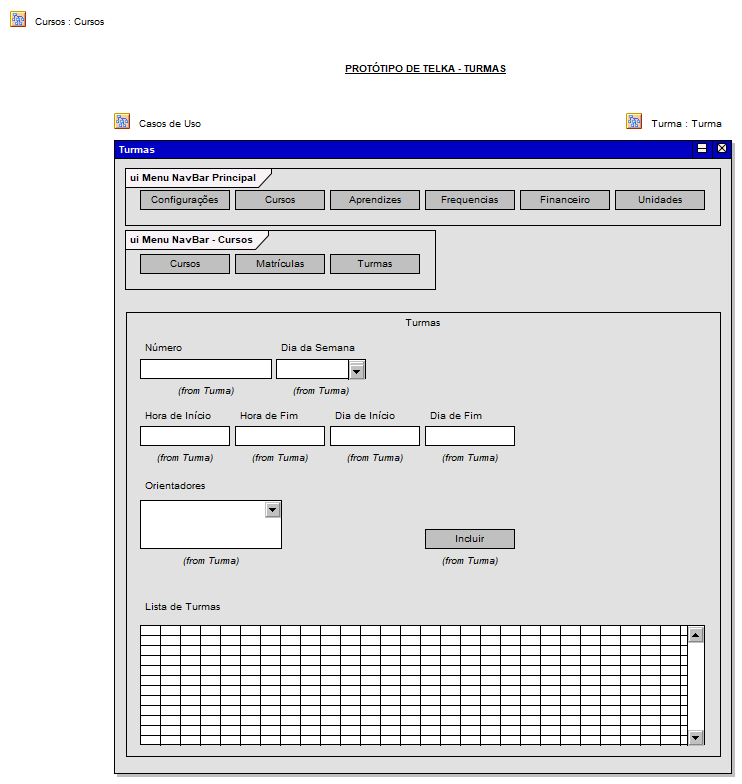 Cursos : Cursos
PROTÓTIPO DE TELKA - TURMAS
Casos de Uso
Turma : Turma
Turmas
ui Menu NavBar Principal
Configurações Cursos Aprendizes Frequencias Financeiro Unidades
ui Menu NavBar - Cursos
Cursos Matrículas Turmas
Turmas
Número Dia da Semana
(from Turma) (from Turma)
Hora de Início Hora de Fim Dia de Início Dia de Fim
(from Turma) (from Turma) (from Turma) (from Turma)
Orientadores
Incluir
(from Turma) (from Turma)
Lista de Turmas